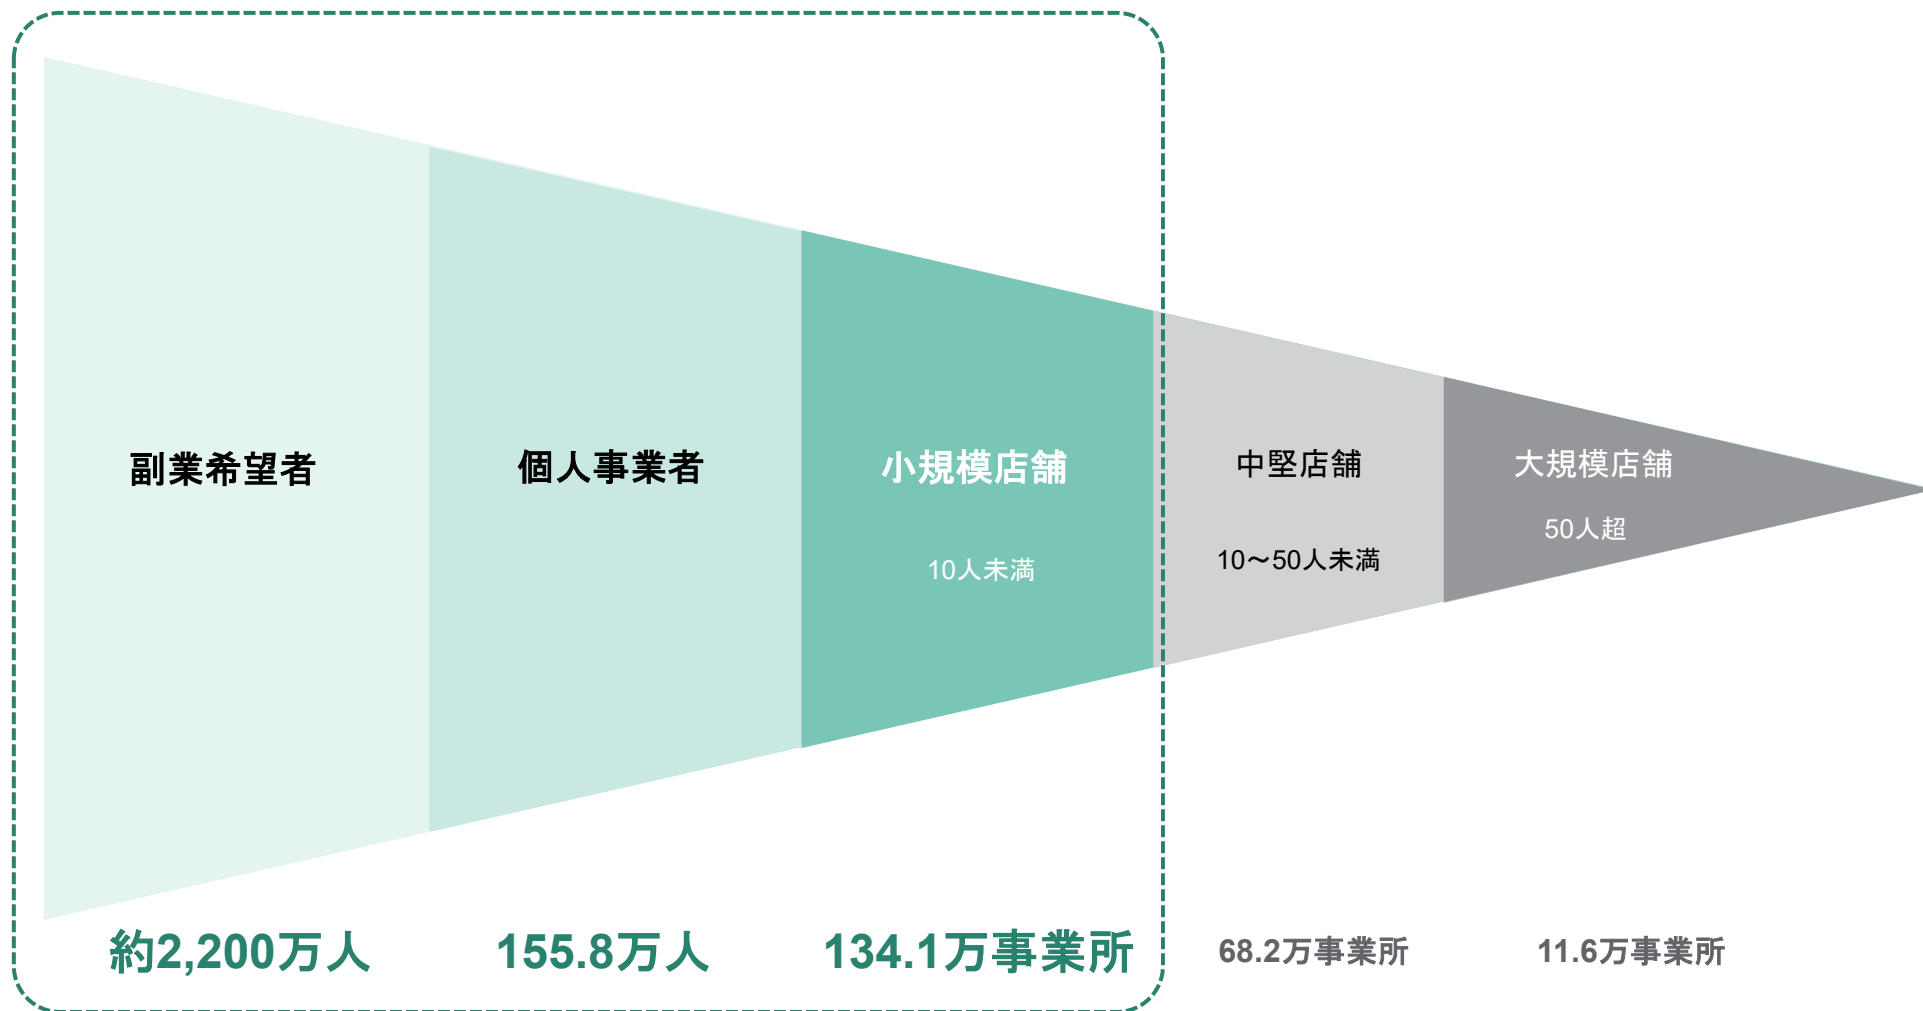 副業希望者
個人事業者
小規模店舗
10人未満
中堅店舗
10〜50人未満
大規模店舗
50人超
約2,200万人
155.8万人
134.1万事業所
68.2万事業所
11.6万事業所